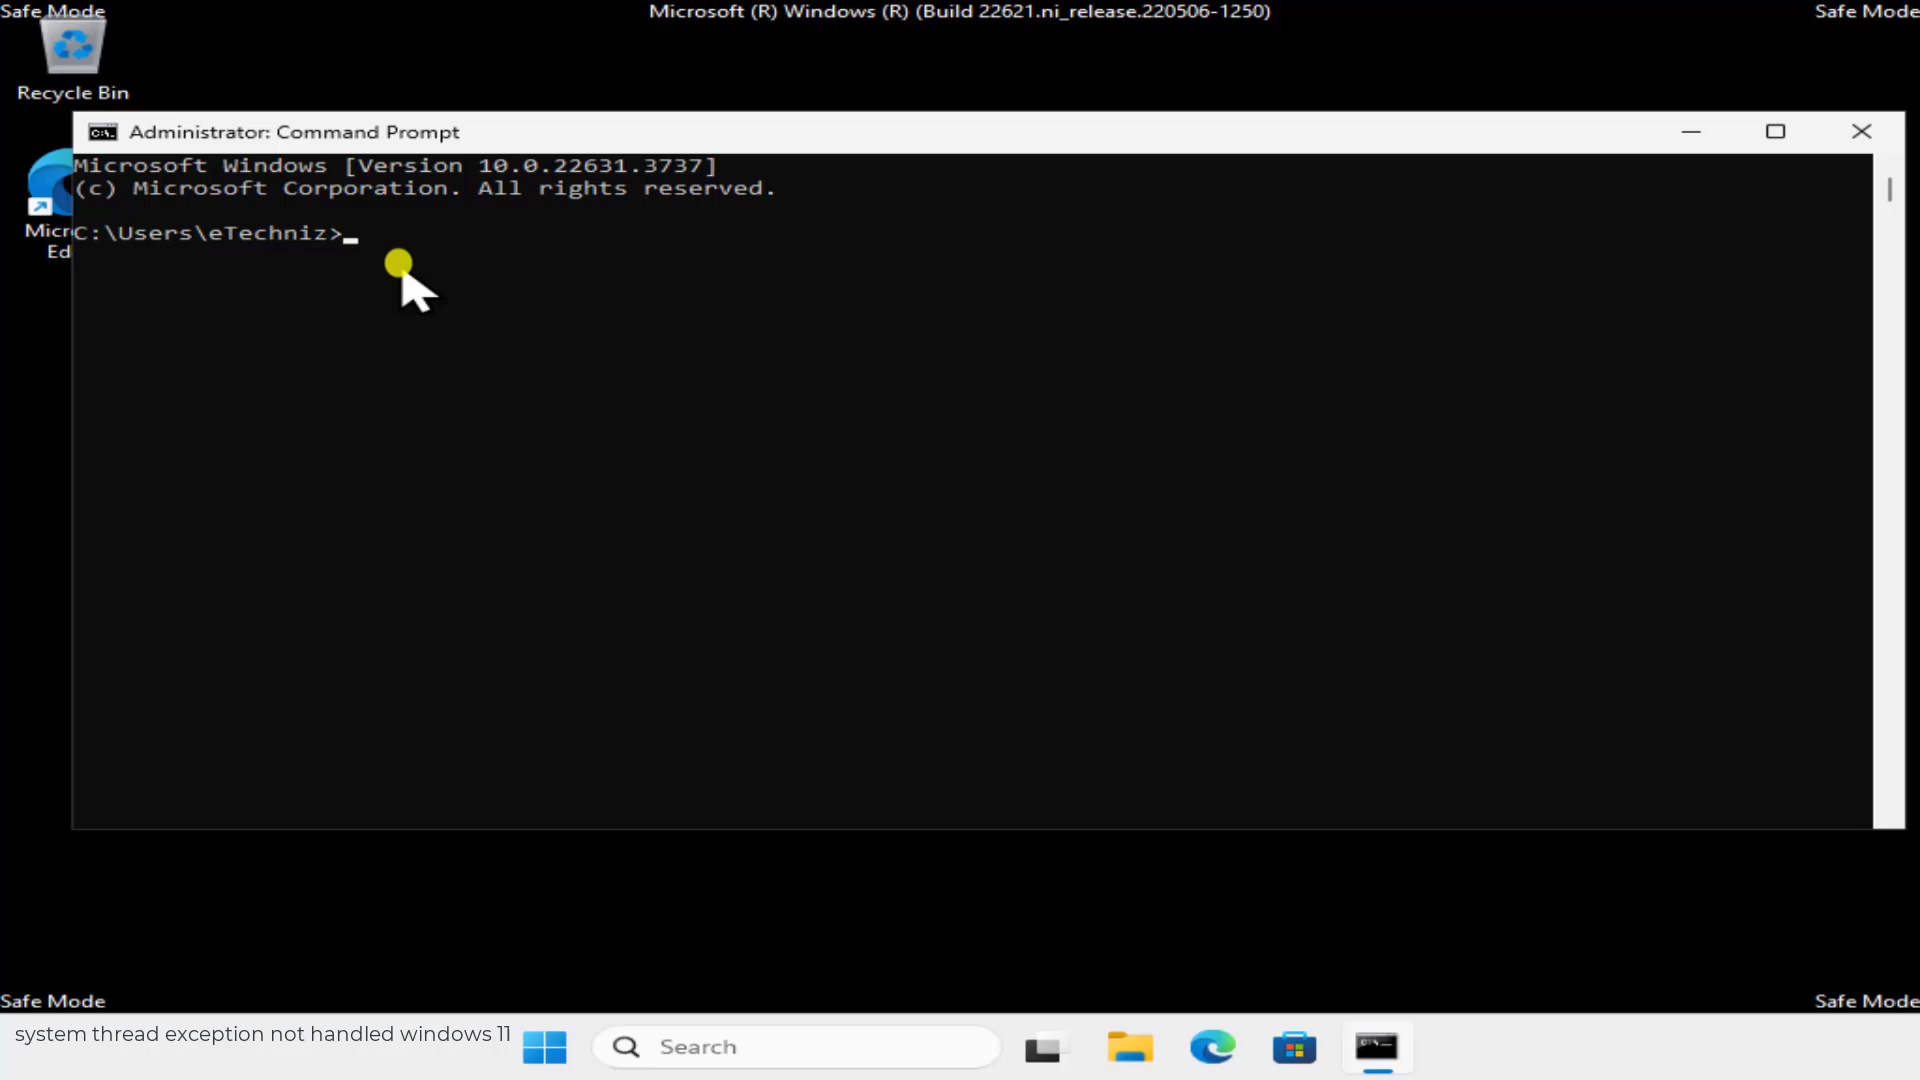 Safe Mode
Microsoft (R) Windows (R) (Build 22621.ni_release.220506-1250)
Safe Mode
Recycle Bin
Administrator: Command Prompt
Microsoft Windows [Version 10.0.22631.3737]
(c) Microsoft Corporation. All rights reserved.
Micr
Ed
C:\Users\eTechniz>
Safe Mode
Safe Mode
system thread exception not handled windows 11
Search